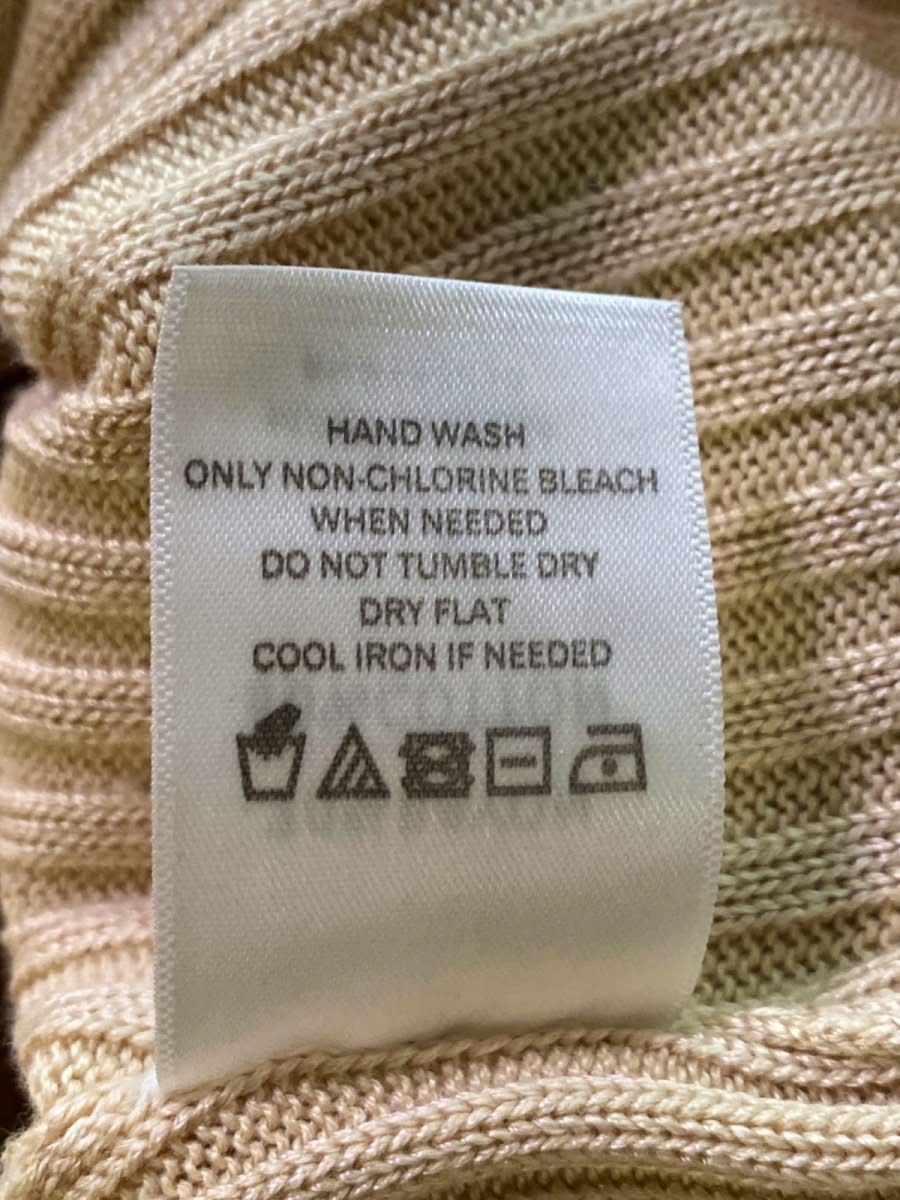 HAND WASH
ONLY NON-CHLORINE BLEACH
WHEN NEEDED
DO NOT TUMBLE DRY
DRY FLAT
COOL IRON IF NEEDED